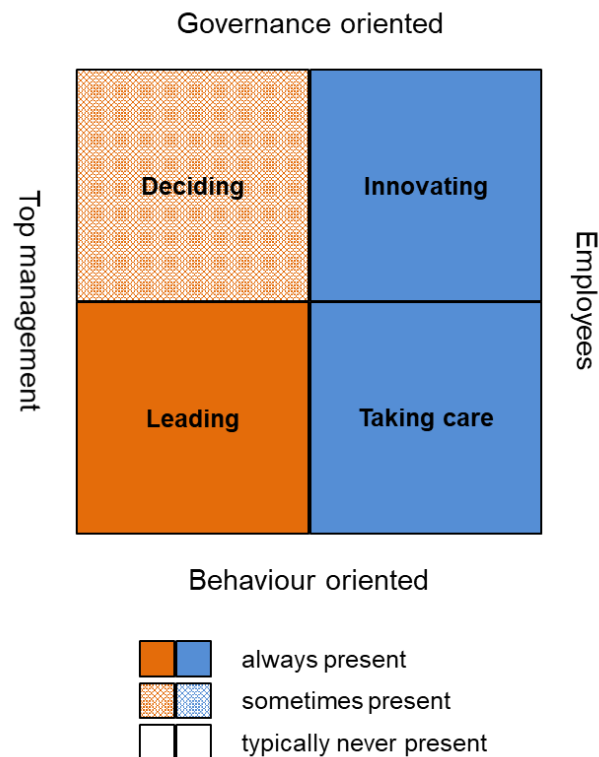 Governance oriented
Top management
Deciding
Innovating
Employees
Leading
Taking care
Behaviour oriented
always present
sometimes present
typically never present